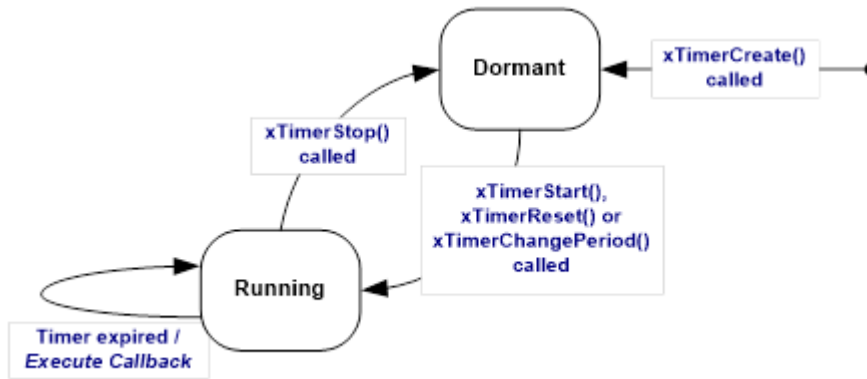 Dormant
xTimerCreate()
called
xTimerStop()
called
xTimerStart(),
xTimerReset() or
xTimerChangePeriod()
called
Running
Timer expired /
Execute Callback